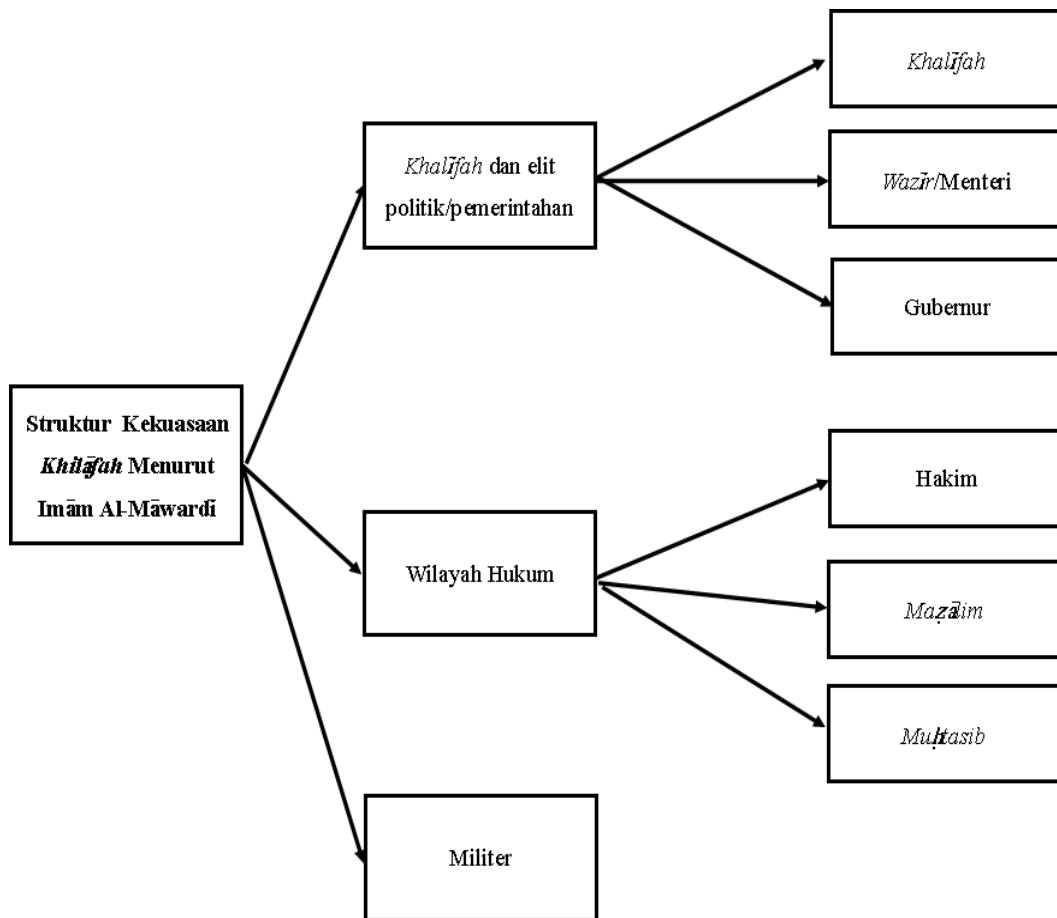 Struktur Kekuasaan
Khilāfah Menurut
Imām Al-Māwardī
Khalīfah dan elit
politik/pemerintahan
Khalīfah
Wazīr/Menteri
Gubernur
Wilayah Hukum
Hakim
Maẓālim
Muḥtasib
Militer